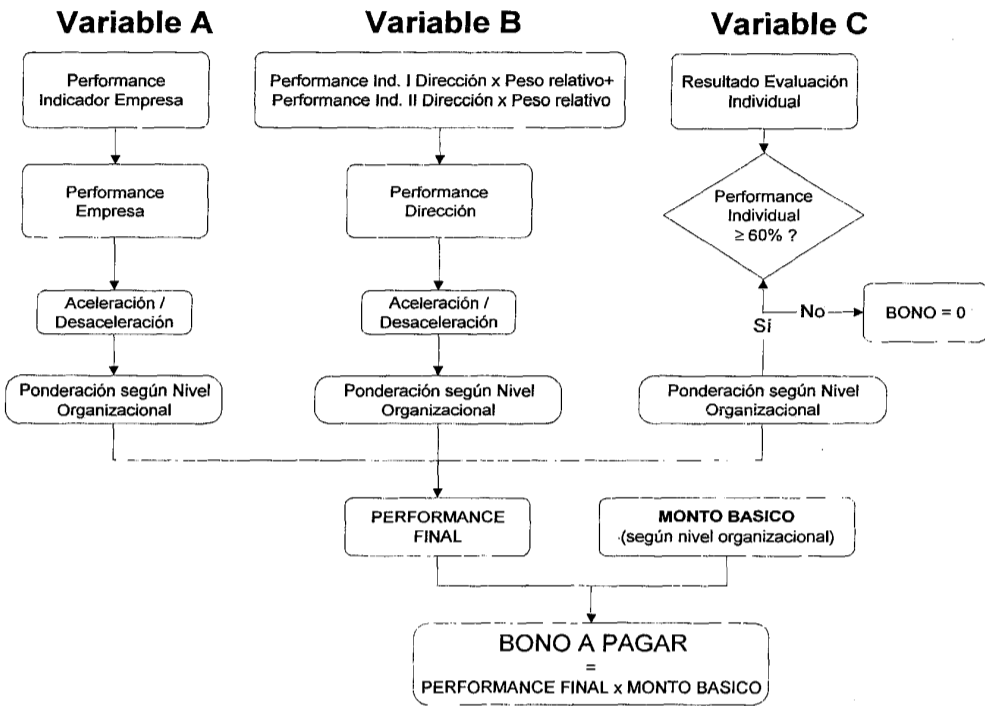 Variable A
Performance
Indicador Empresa
Performance
Empresa
Aceleración /
Desaceleración
Ponderación según Nivel
Organizacional
Variable B
Performance Ind. I Dirección x Peso relativo+
Performance Ind. II Dirección x Peso relativo
Performance
Dirección
Aceleración /
Desaceleración
Ponderación según Nivel
Organizacional
Variable C
Resultado Evaluación
Individual
Performance
Individual
≥ 60% ?
Sí
No
BONO = 0
Ponderación según Nivel
Organizacional
PERFORMANCE
FINAL
MONTO BASICO
(según nivel organizacional)
BONO A PAGAR
=
PERFORMANCE FINAL x MONTO BASICO